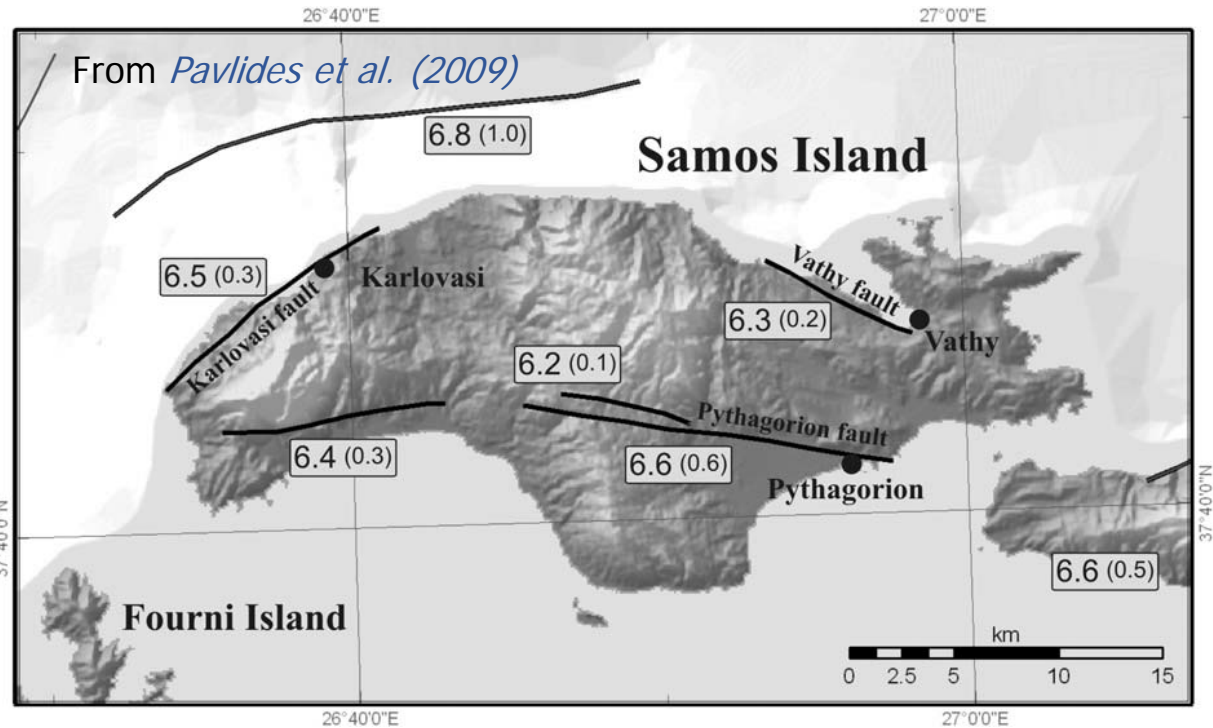 26°40'0"E
27°0'0"E
From Pavlides et al. (2009)
6.8 (1.0)
Samos Island
6.5 (0.3)
Karlovasi
Karlovasi fault
Vathy fault
6.3 (0.2)
Vathy
6.2 (0.1)
Pythagorion fault
6.4 (0.3)
6.6 (0.6)
Pythagorion
37°40'0"N
37°40'0"N
6.6 (0.5)
Fourni Island
km
0 2.5 5 10 15
26°40'0"E
27°0'0"E